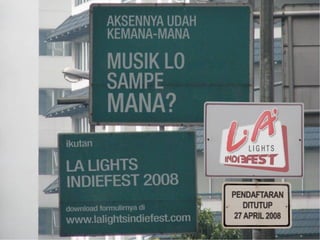 AKSENNYA UDAH
KEMANA-MANA
MUSIK LO
SAMPE
MANA?
ikutan
LA LIGHTS
INDIEFEST 2008
download formulirnya di
www.lalightsindiefest.com
LA
LIGHTS
INDIEFEST
PENDAFTARAN
DITUTUP
27 APRIL 2008